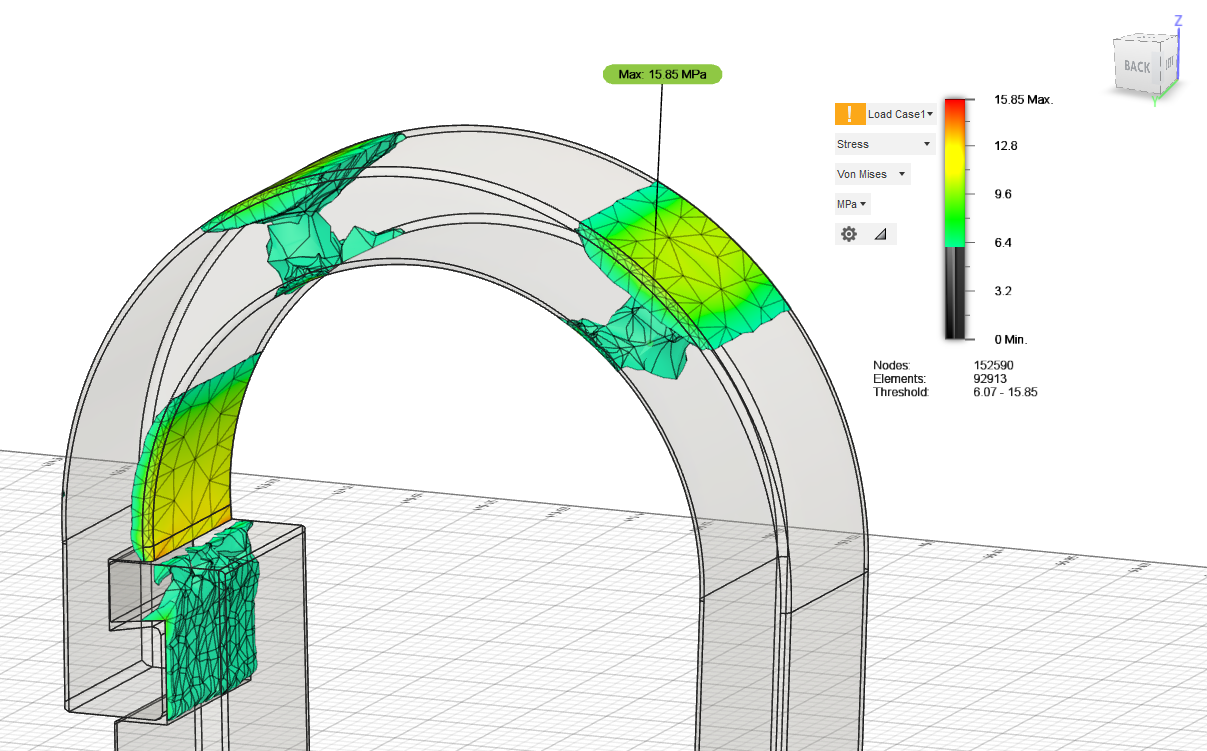 Z
BACK
Y
Max: 15.85 MPa
Load Case1
Stress
Von Mises
MPa
15.85 Max.
12.8
9.6
6.4
3.2
0 Min.
Nodes: 152590
Elements: 92913
Threshold: 6.07 - 15.85